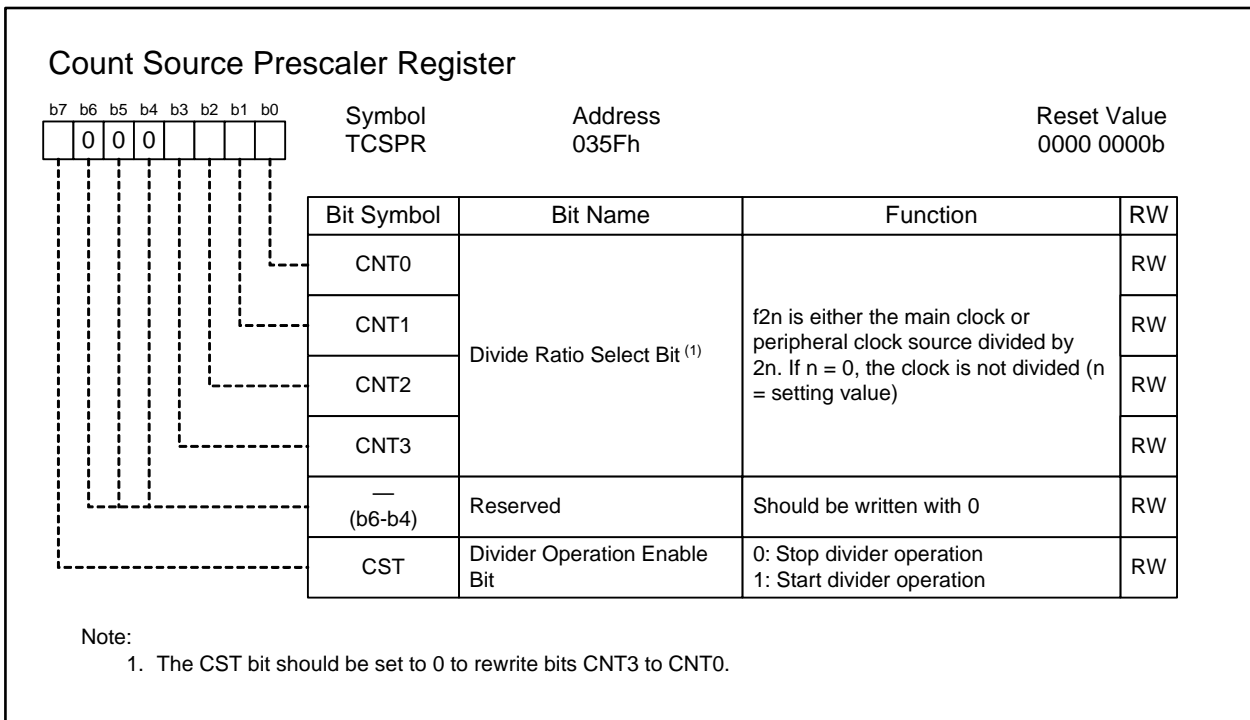 Count Source Prescaler Register
b7 b6 b5 b4 b3 b2 b1 b0
0 0 0
Symbol Address Reset Value
TCSPR 035Fh 0000 0000b
Bit Symbol Bit Name Function RW
CNT0 RW
CNT1 RW
CNT2 RW
CNT3 RW
Divide Ratio Select Bit (1)
f2n is either the main clock or
peripheral clock source divided by
2n. If n = 0, the clock is not divided (n
= setting value)
—
(b6-b4) Reserved Should be written with 0 RW
CST Divider Operation Enable
Bit
0: Stop divider operation
1: Start divider operation
RW
Note:
1. The CST bit should be set to 0 to rewrite bits CNT3 to CNT0.